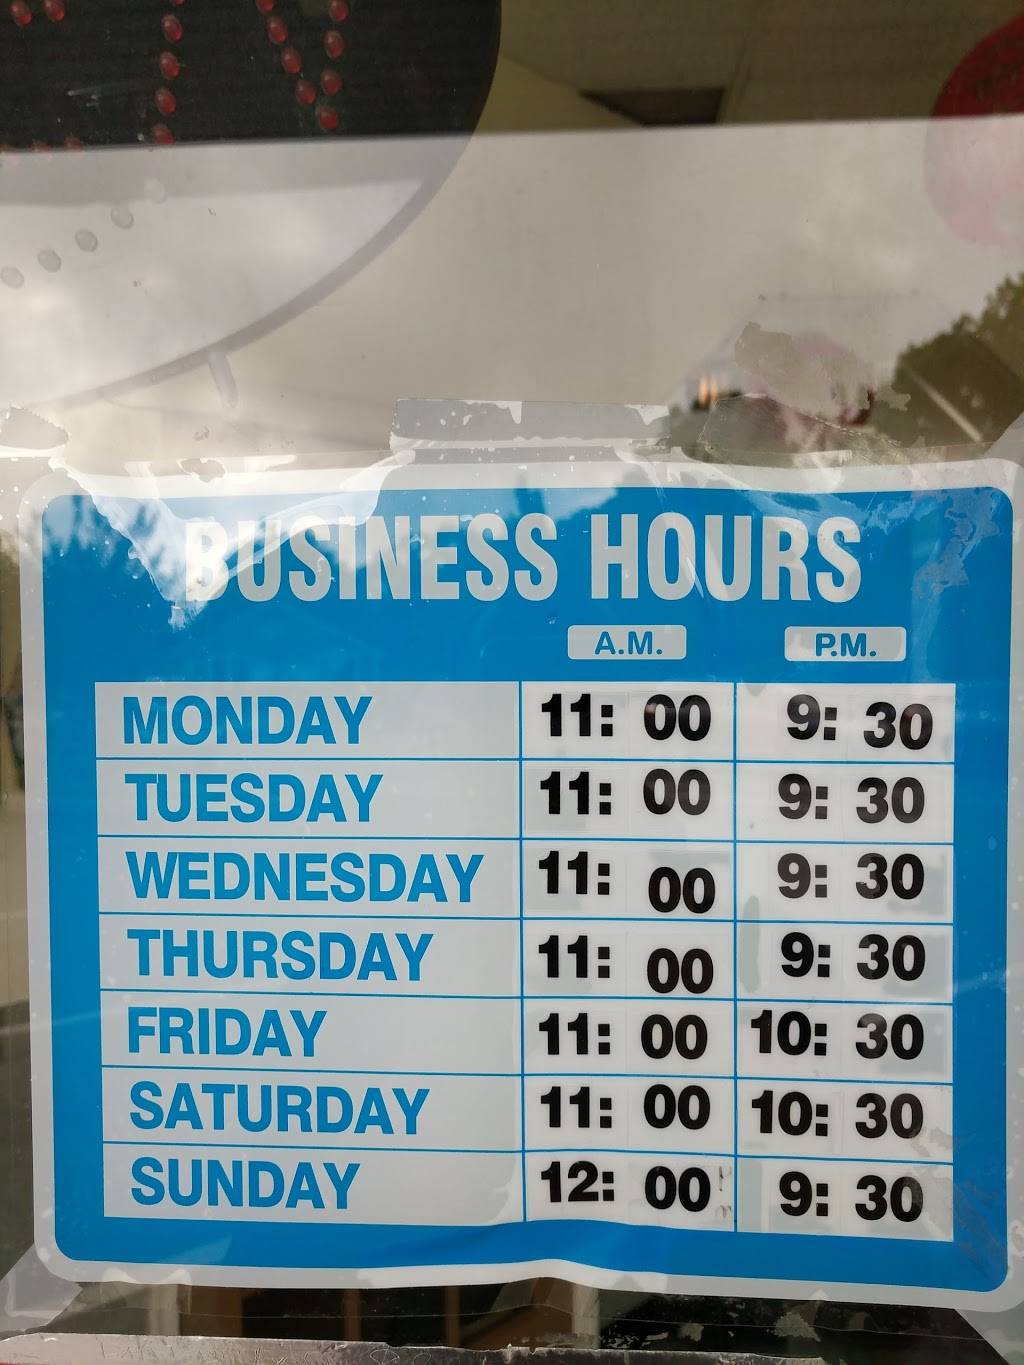 BUSINESS HOURS
A.M. P.M.
MONDAY 11: 00 9: 30
TUESDAY 11: 00 9: 30
WEDNESDAY 11: 00 9: 30
THURSDAY 11: 00 9: 30
FRIDAY 11: 00 10: 30
SATURDAY 11: 00 10: 30
SUNDAY 12: 00 9: 30